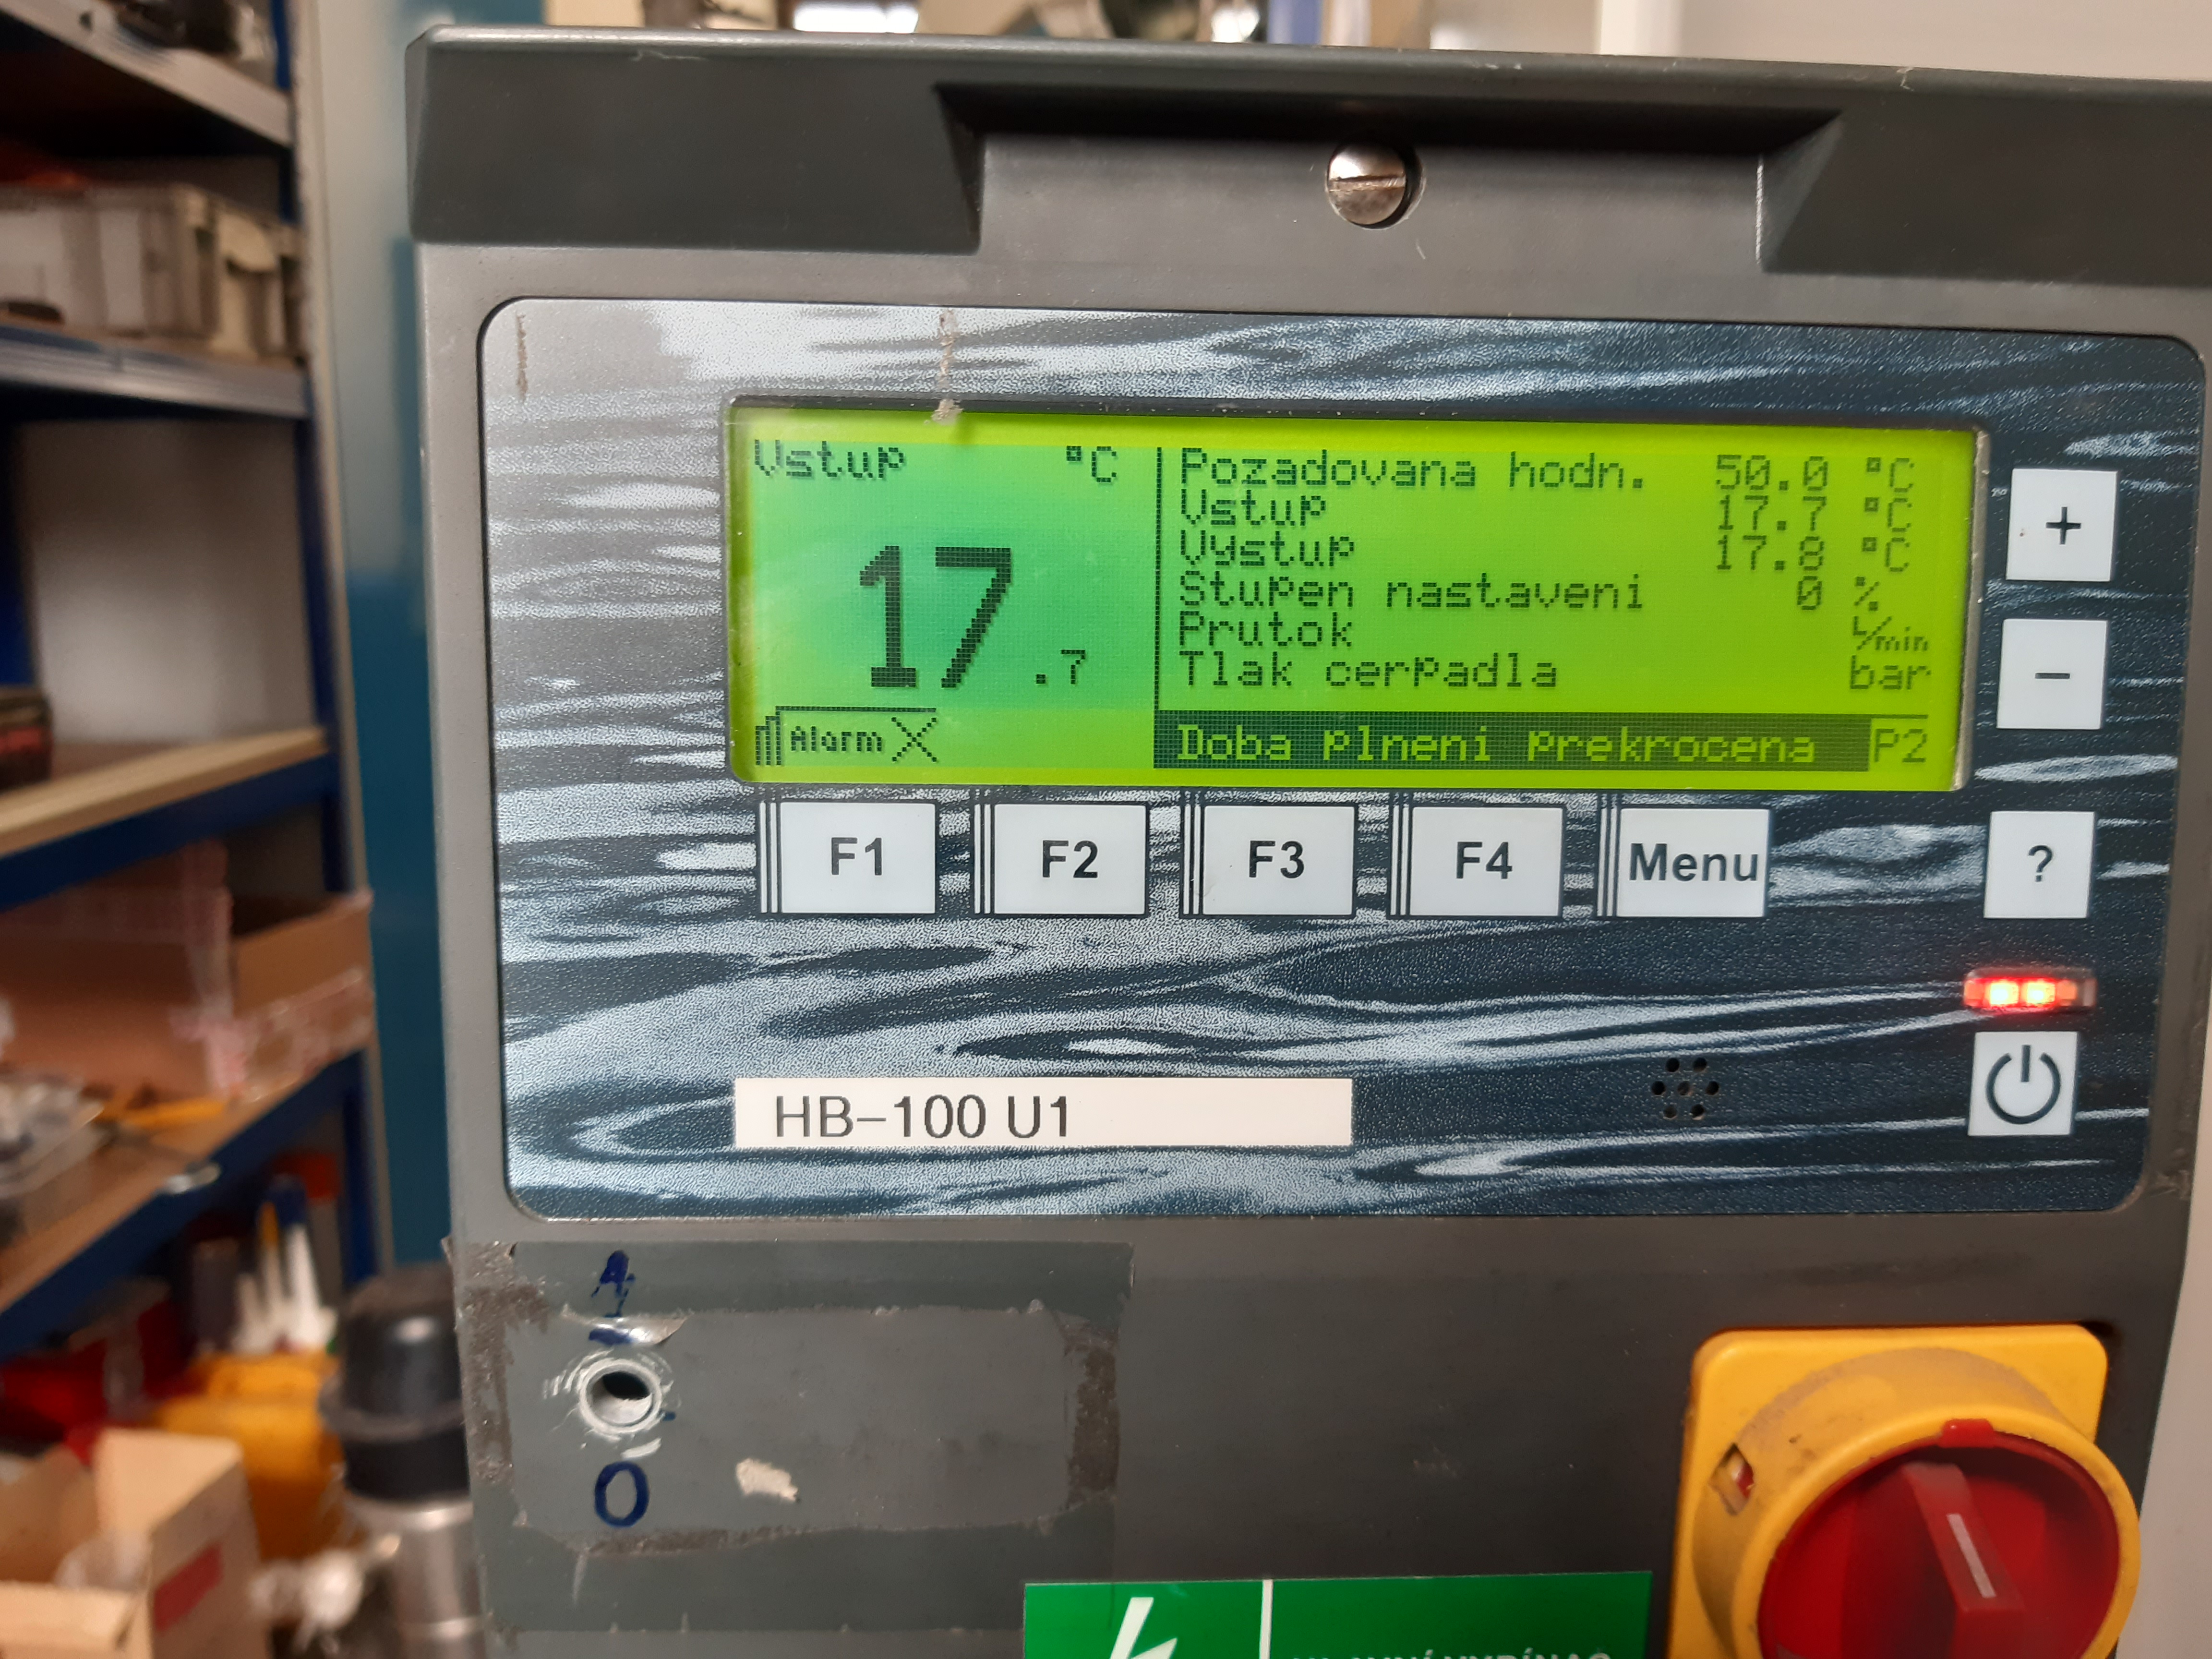 Vstup °C
17.7
Alarm
Pozadovana hodn. 50.0 °C
Vstup 17.7 °C
Vystup 17.8 °C
Stupen nastaveni 0 %
Prutok L/min
Tlak cerpadla bar
Doba plneni prekrocena P2
+
−
F1 F2 F3 F4 Menu ?
HB-100 U1
1
0